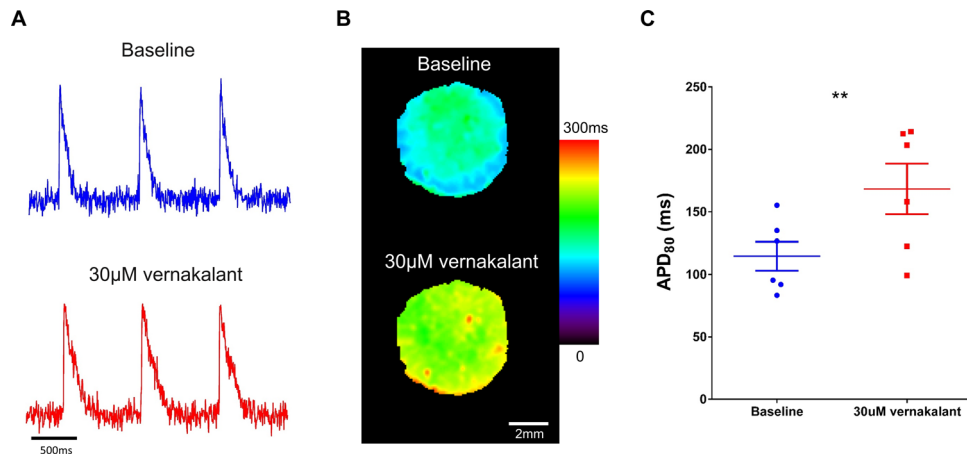 A
Baseline
30µM vernakalant
500ms
B
Baseline
300ms
30µM vernakalant
0
2mm
C
**
APD80 (ms)
250
200
150
100
50
0
Baseline
30uM vernakalant